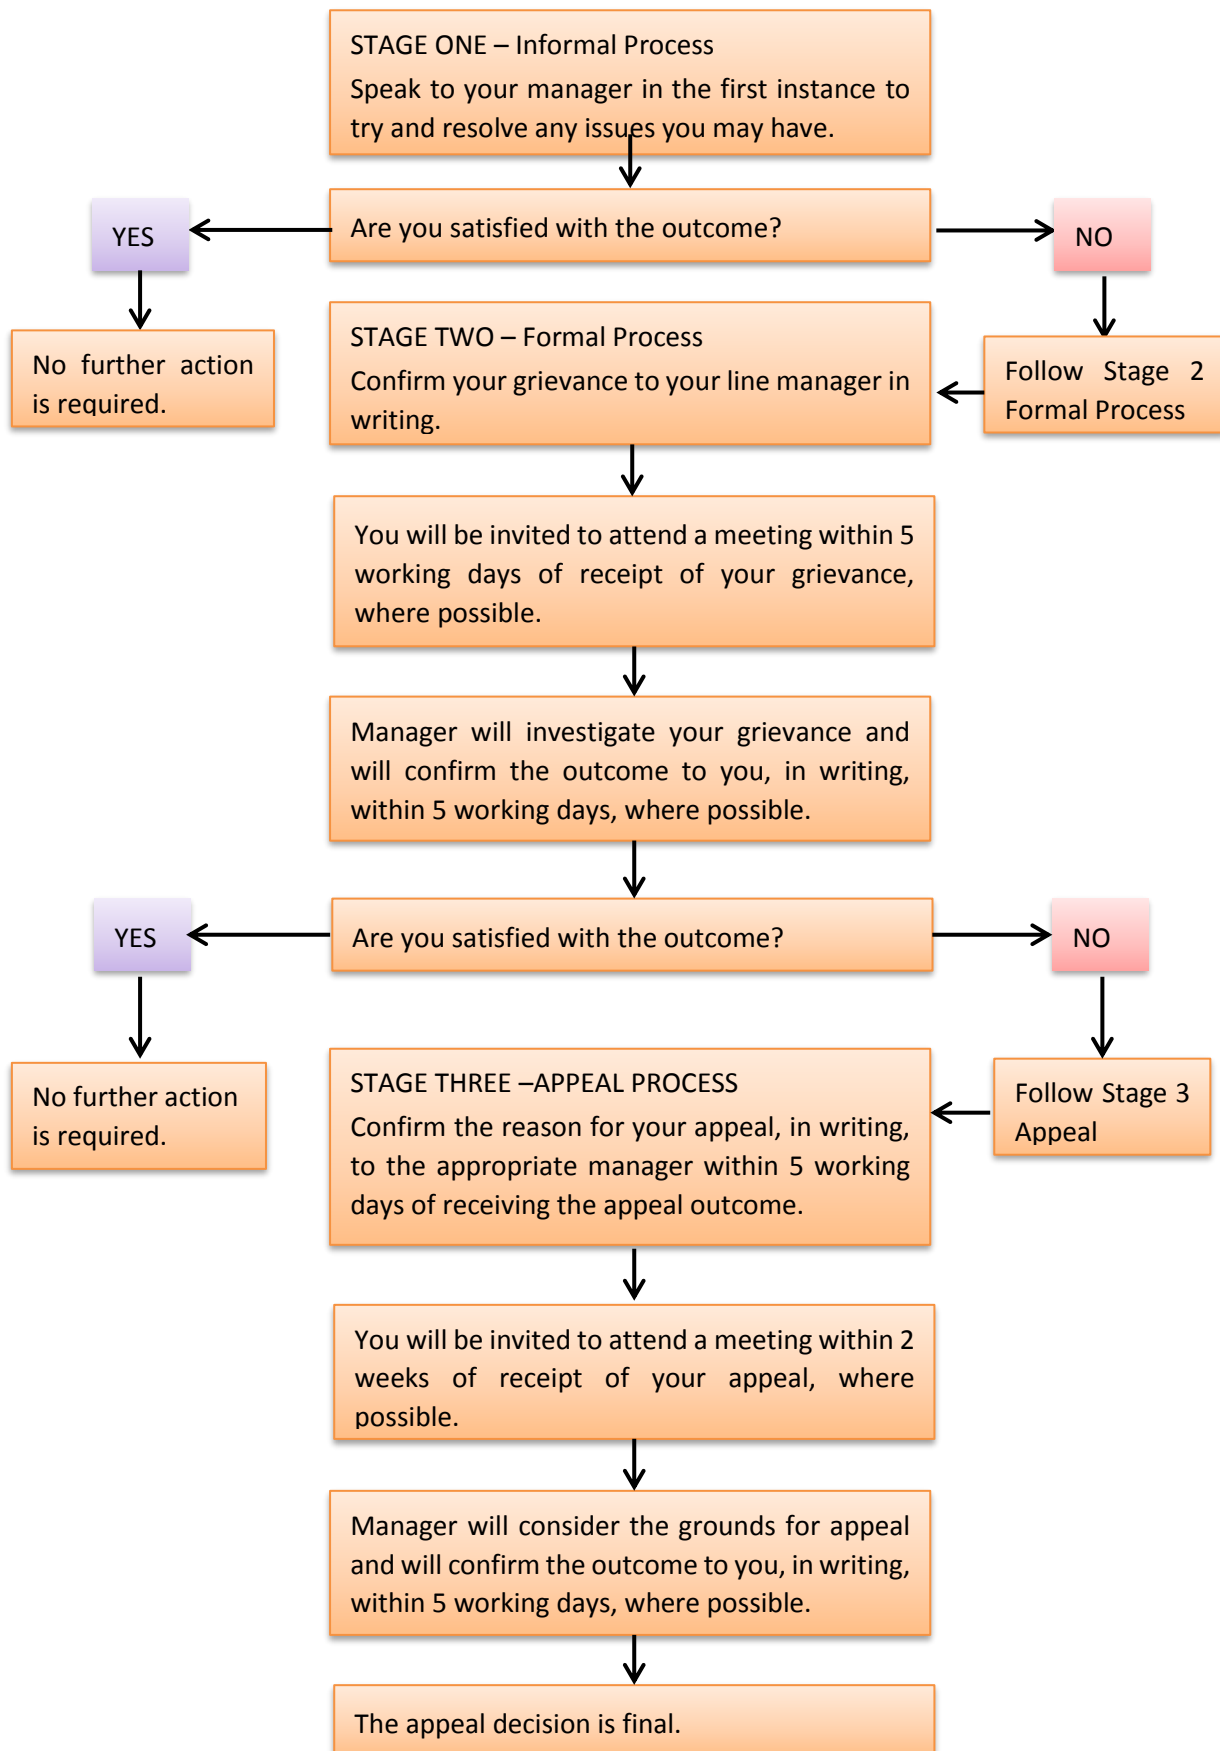 STAGE ONE – Informal Process
Speak to your manager in the first instance to
try and resolve any issues you may have.
Are you satisfied with the outcome?
YES
NO
No further action
is required.
STAGE TWO – Formal Process
Confirm your grievance to your line manager in
writing.
Follow Stage 2
Formal Process
You will be invited to attend a meeting within 5
working days of receipt of your grievance,
where possible.
Manager will investigate your grievance and
will confirm the outcome to you, in writing,
within 5 working days, where possible.
Are you satisfied with the outcome?
YES
NO
No further action
is required.
STAGE THREE –APPEAL PROCESS
Confirm the reason for your appeal, in writing,
to the appropriate manager within 5 working
days of receiving the appeal outcome.
Follow Stage 3
Appeal
You will be invited to attend a meeting within 2
weeks of receipt of your appeal, where
possible.
Manager will consider the grounds for appeal
and will confirm the outcome to you, in writing,
within 5 working days, where possible.
The appeal decision is final.